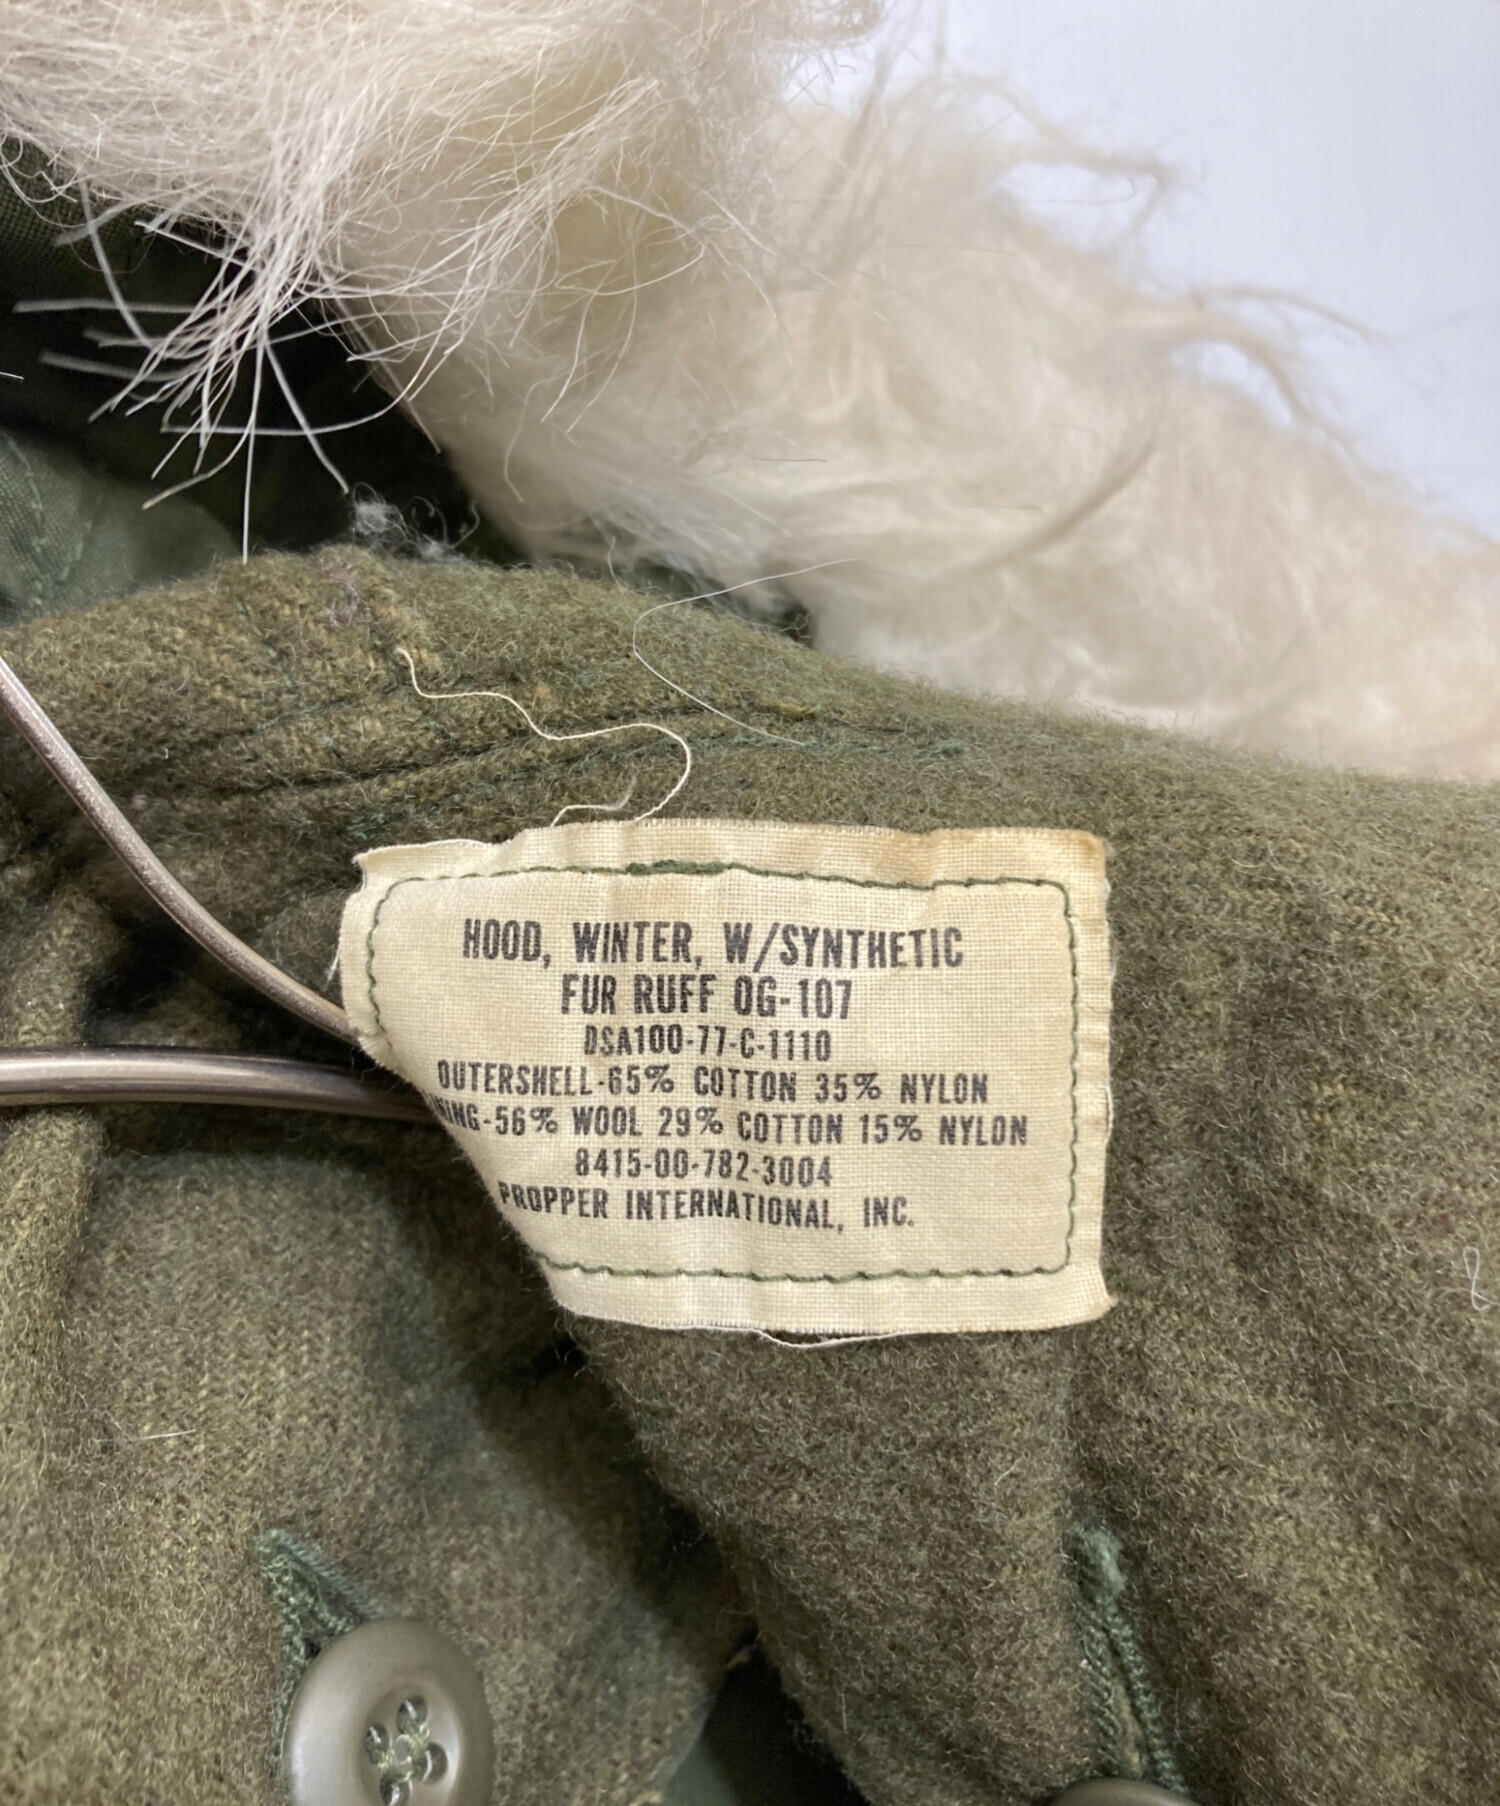 HOOD, WINTER, W/SYNTHETIC
FUR RUFF OG-107
DSA100-77-C-1110
OUTERSHELL-65% COTTON 35% NYLON
NING-56% WOOL 29% COTTON 15% NYLON
8415-00-782-3004
PROPPER INTERNATIONAL, INC.